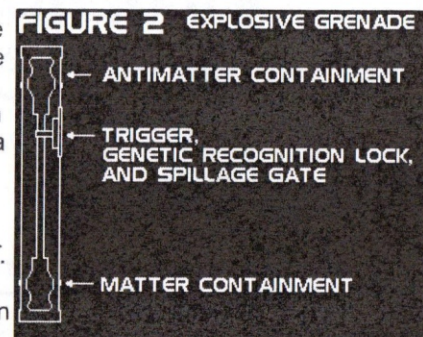 FIGURE 2 EXPLOSIVE GRENADE
ANTIMATTER CONTAINMENT
TRIGGER,
GENETIC RECOGNITION LOCK,
AND SPILLAGE GATE
MATTER CONTAINMENT